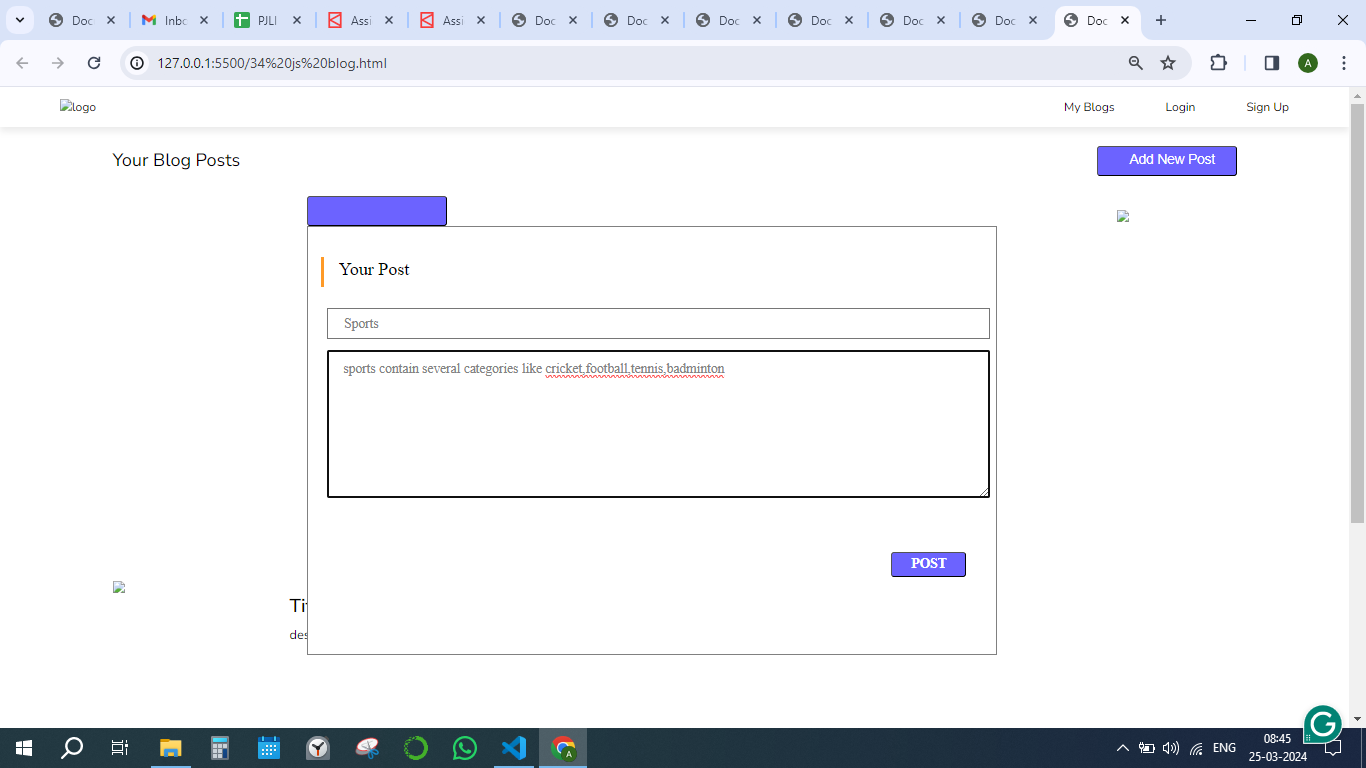 Doc
Inbo
PJLI
Assi
Assi
Doc
Doc
Doc
Doc
Doc
Doc
Doc
127.0.0.1:5500/34%20js%20blog.html
A
logo
My Blogs
Login
Sign Up
Your Blog Posts
Add New Post
Your Post
Sports
sports contain several categories like cricket,football,tennis,badminton
POST
Tit
des
ENG
08:45
25-03-2024